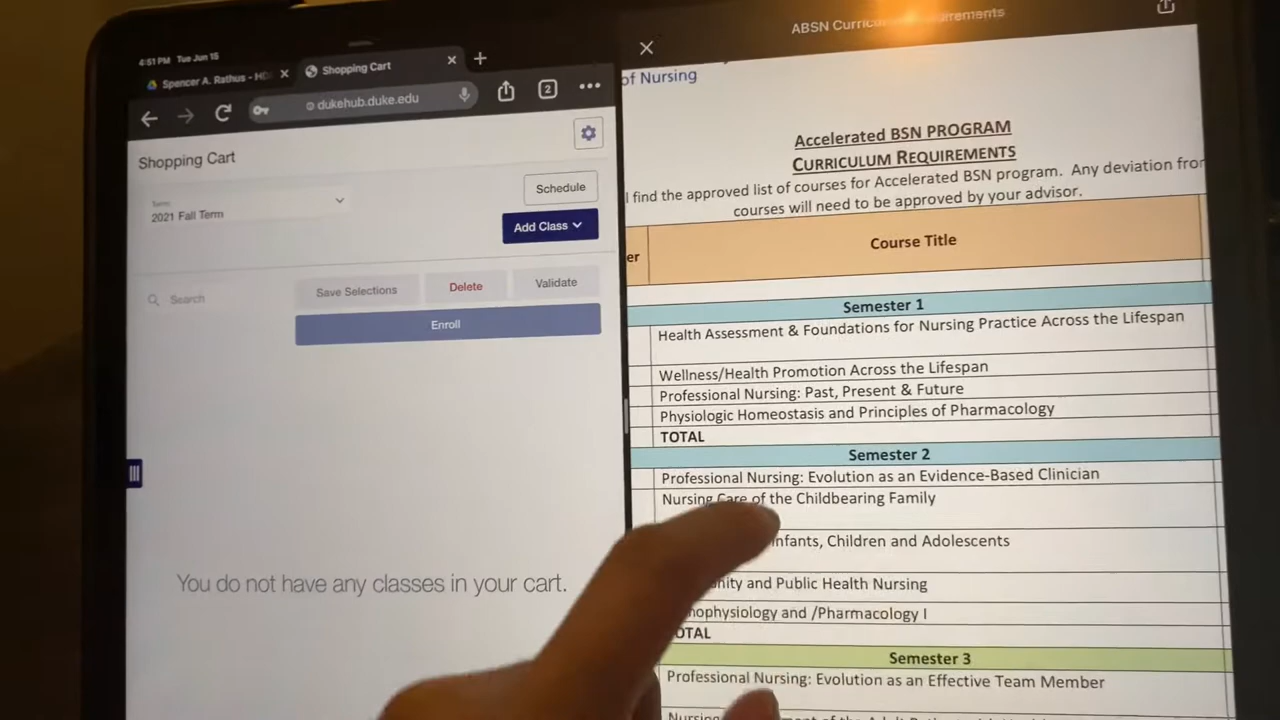 4:51 PM Tue Jun 15
Spencer A. Rathus - HD
Shopping Cart
2
dukehub.duke.edu
Shopping Cart
Term
2021 Fall Term
Schedule
Add Class
Search
Save Selections
Delete
Validate
Enroll
You do not have any classes in your cart.
ABSN Curriculum Requirements
of Nursing
Accelerated BSN PROGRAM
CURRICULUM REQUIREMENTS
find the approved list of courses for Accelerated BSN program. Any deviation from
courses will need to be approved by your advisor.
er
Course Title
Semester 1
Health Assessment & Foundations for Nursing Practice Across the Lifespan
Wellness/Health Promotion Across the Lifespan
Professional Nursing: Past, Present & Future
Physiologic Homeostasis and Principles of Pharmacology
TOTAL
Semester 2
Professional Nursing: Evolution as an Evidence-Based Clinician
Nursing Care of the Childbearing Family
Infants, Children and Adolescents
nity and Public Health Nursing
ophysiology and /Pharmacology I
OTAL
Semester 3
Professional Nursing: Evolution as an Effective Team Member